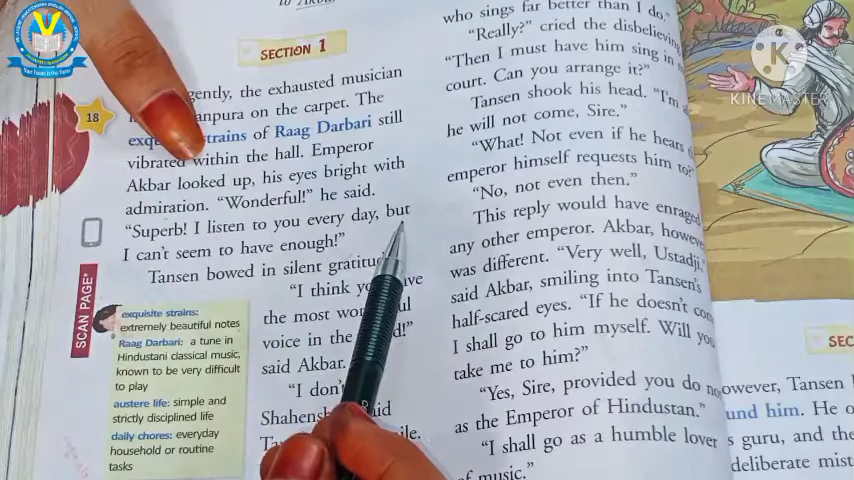 SECTION 1
18
gently, the exhausted musician
anpura on the carpet. The
strains of Raag Darbari still
vibrated within the hall. Emperor
Akbar looked up, his eyes bright with
admiration. "Wonderful!" he said.
"Superb! I listen to you every day, but
I can't seem to have enough!"
Tansen bowed in silent
"I think
the most
voice in the
said Akbar.
"I don't
SCAN PAGE*
exquisite strains:
extremely beautiful notes
Raag Darbari: a tune in
Hindustani classical music,
known to be very difficult
to play
austere life: simple and
strictly disciplined life
daily chores: everyday
household or routine
tasks
who sings far better than I do."
"Really?" cried the disbelieving
"Then I must have him sing in
court. Can you arrange it?"
Tansen shook his head. "I'm
he will not come, Sire."
"What! Not even if he hears
emperor himself requests him to?"
"No, not even then."
This reply would have enraged
any other emperor. Akbar,
was different. "Very well, Ustadji,"
said Akbar, smiling into Tansen's
half-scared eyes. "If he doesn't
I shall go to him myself. Will you
take me to him?"
"Yes, Sire, provided you do
as the Emperor of Hindustan."
"I shall go as a humble lover
of music."
SEC
owever, Tansen
und him. He
s guru, and the
deliberate
K
KINEMASTER